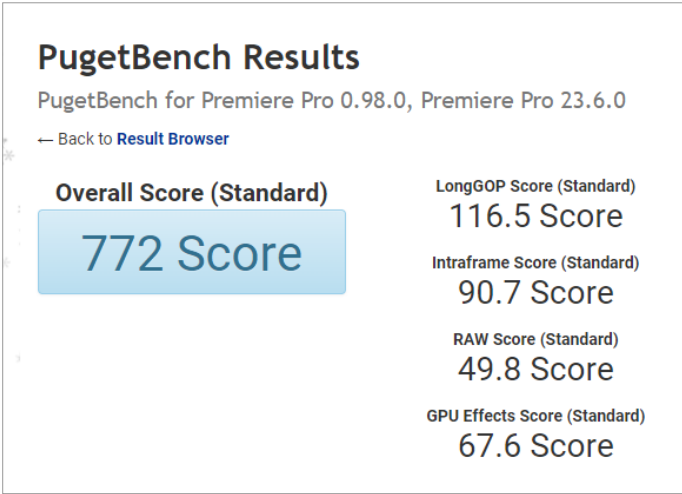 PugetBench Results
PugetBench for Premiere Pro 0.98.0, Premiere Pro 23.6.0
← Back to Result Browser
Overall Score (Standard)
772 Score
LongGOP Score (Standard)
116.5 Score
Intraframe Score (Standard)
90.7 Score
RAW Score (Standard)
49.8 Score
GPU Effects Score (Standard)
67.6 Score